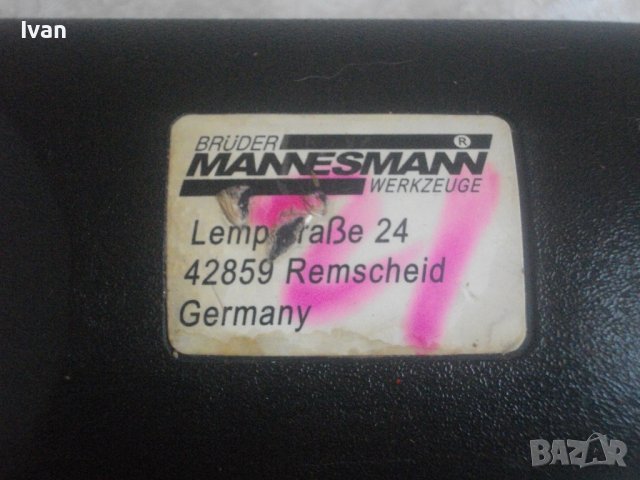 Ivan
BRÜDER
MANNESMANN ®
WERKZEUGE
24
42859 Remscheid
Germany
BAZAR